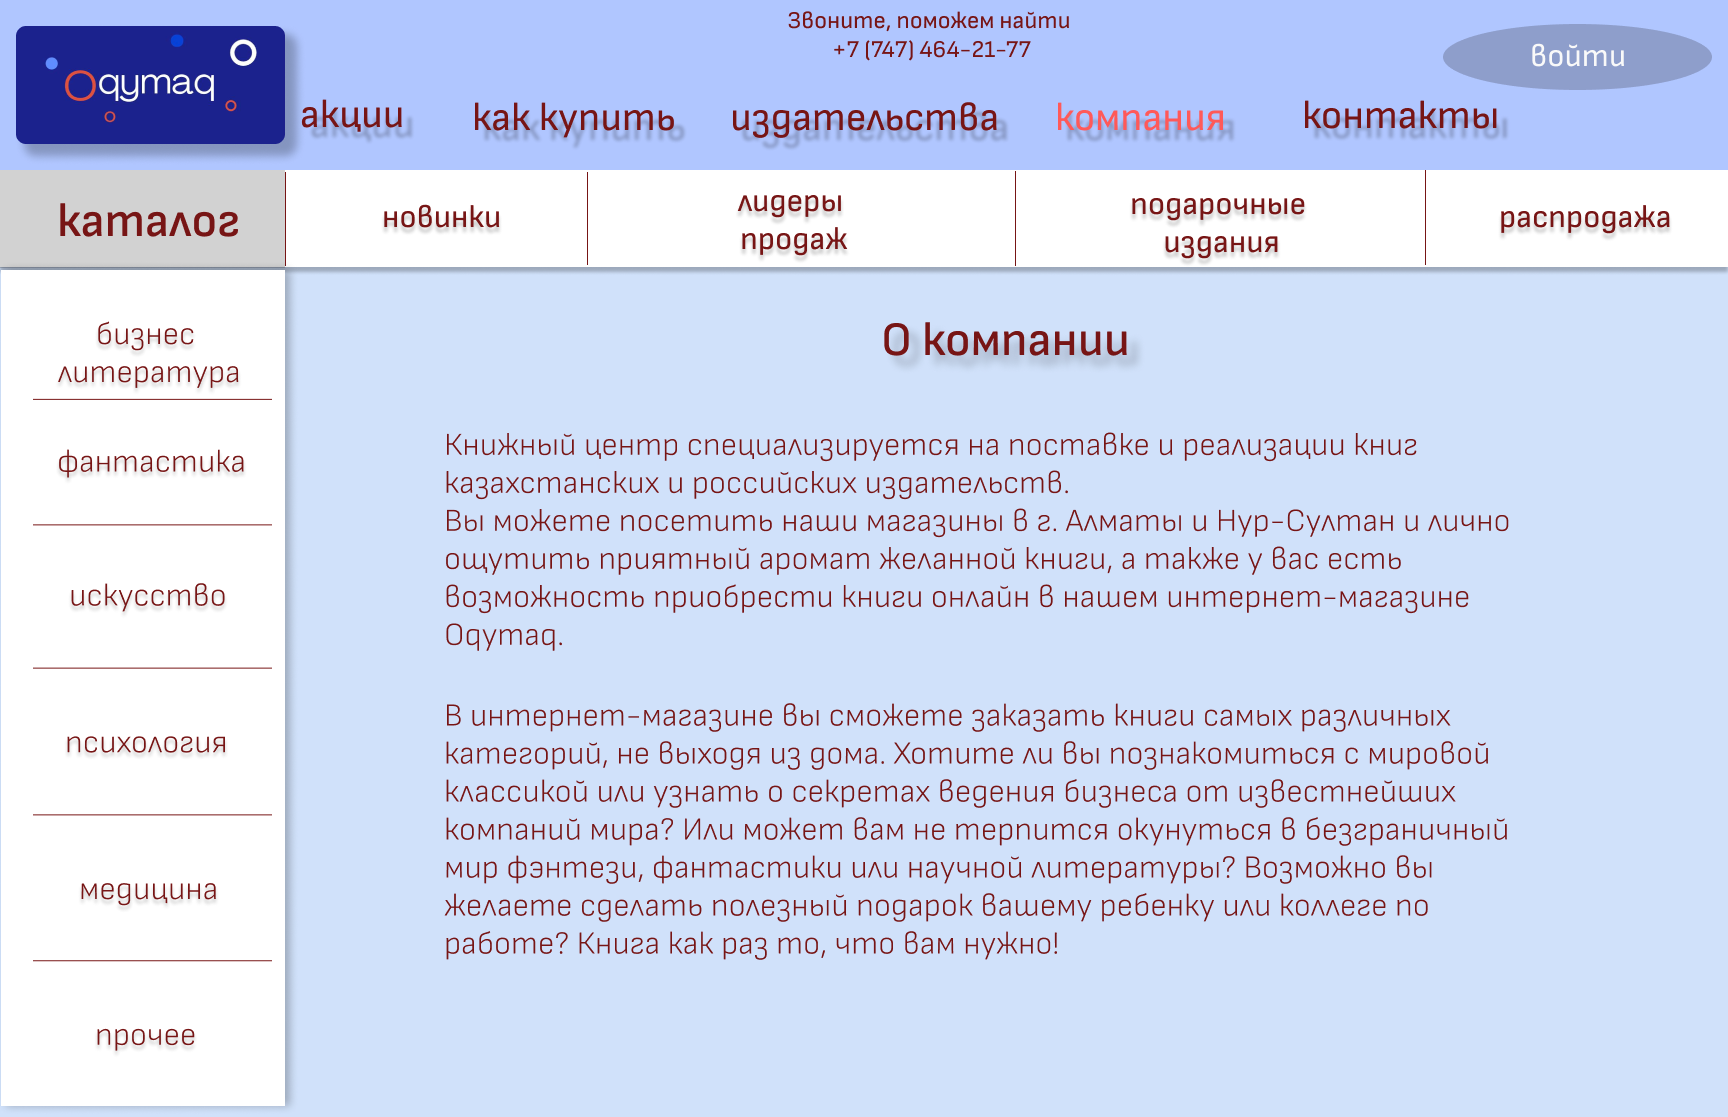 Oqymaq
Звоните, поможем найти
+7 (747) 464-21-77
войти
акции
как купить
издательства
компания
контакты
каталог
новинки
лидеры
продаж
подарочные
издания
распродажа
бизнес
литература
фантастика
искусство
психология
медицина
прочее
О компании
Книжный центр специализируется на поставке и реализации книг
казахстанских и российских издательств.
Вы можете посетить наши магазины в г. Алматы и Нур-Султан и лично
ощутить приятный аромат желанной книги, а также у вас есть
возможность приобрести книги онлайн в нашем интернет-магазине
Oqymaq.
В интернет-магазине вы сможете заказать книги самых различных
категорий, не выходя из дома. Хотите ли вы познакомиться с мировой
классикой или узнать о секретах ведения бизнеса от известнейших
компаний мира? Или может вам не терпится окунуться в безграничный
мир фэнтези, фантастики или научной литературы? Возможно вы
желаете сделать полезный подарок вашему ребенку или коллеге по
работе? Книга как раз то, что вам нужно!